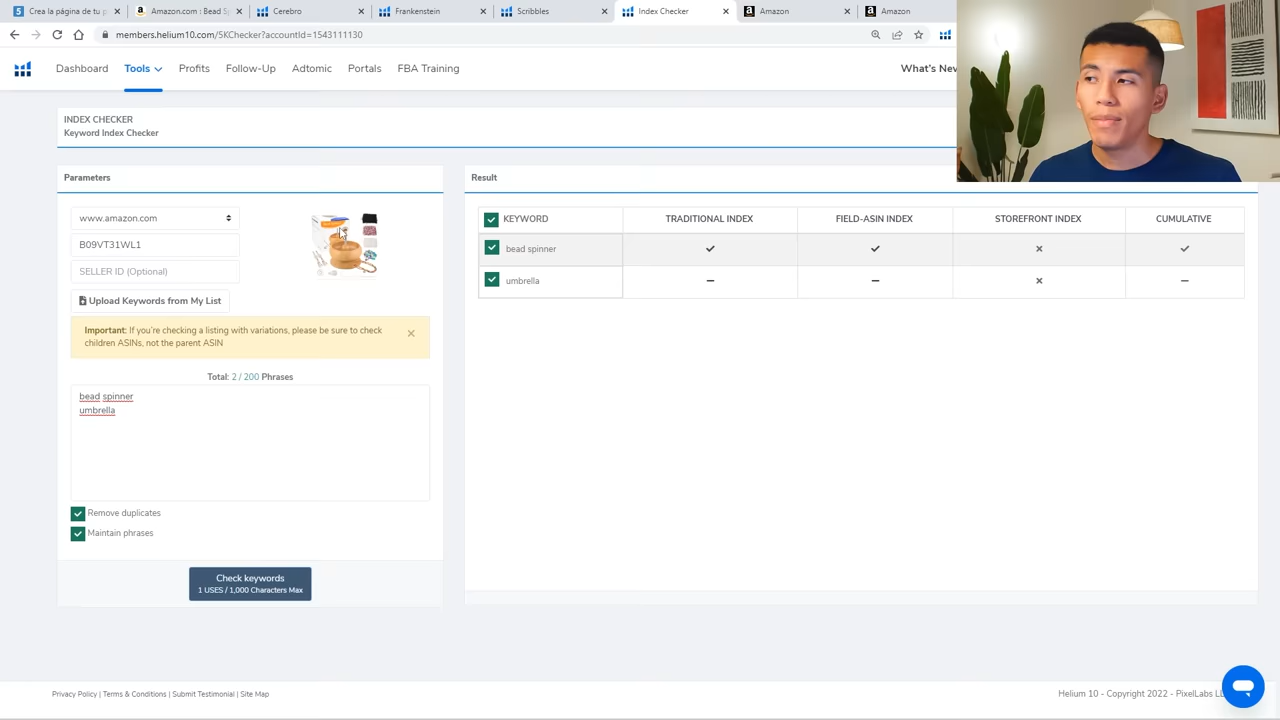 Crea la página de tu p
Amazon.com : Bead S
Cerebro
Frankenstein
Scribbles
Index Checker
Amazon
Amazon
members.helium10.com/SKChecker?accountId=1543111130
Dashboard Tools Profits Follow-Up Adtomic Portals FBA Training What's New
INDEX CHECKER
Keyword Index Checker
Parameters
www.amazon.com
B09VT31WL1
SELLER ID (Optional)
Upload Keywords from My List
Important: If you're checking a listing with variations, please be sure to check
children ASINs, not the parent ASIN
Total: 2 / 200 Phrases
bead spinner
umbrella
Remove duplicates
Maintain phrases
Check keywords
1 USES / 1,000 Characters Max
Result
KEYWORD TRADITIONAL INDEX FIELD-ASIN INDEX STOREFRONT INDEX CUMULATIVE
bead spinner
umbrella
Privacy Policy | Terms & Conditions | Submit Testimonial | Site Map
Helium 10 - Copyright 2022 - PixelLabs